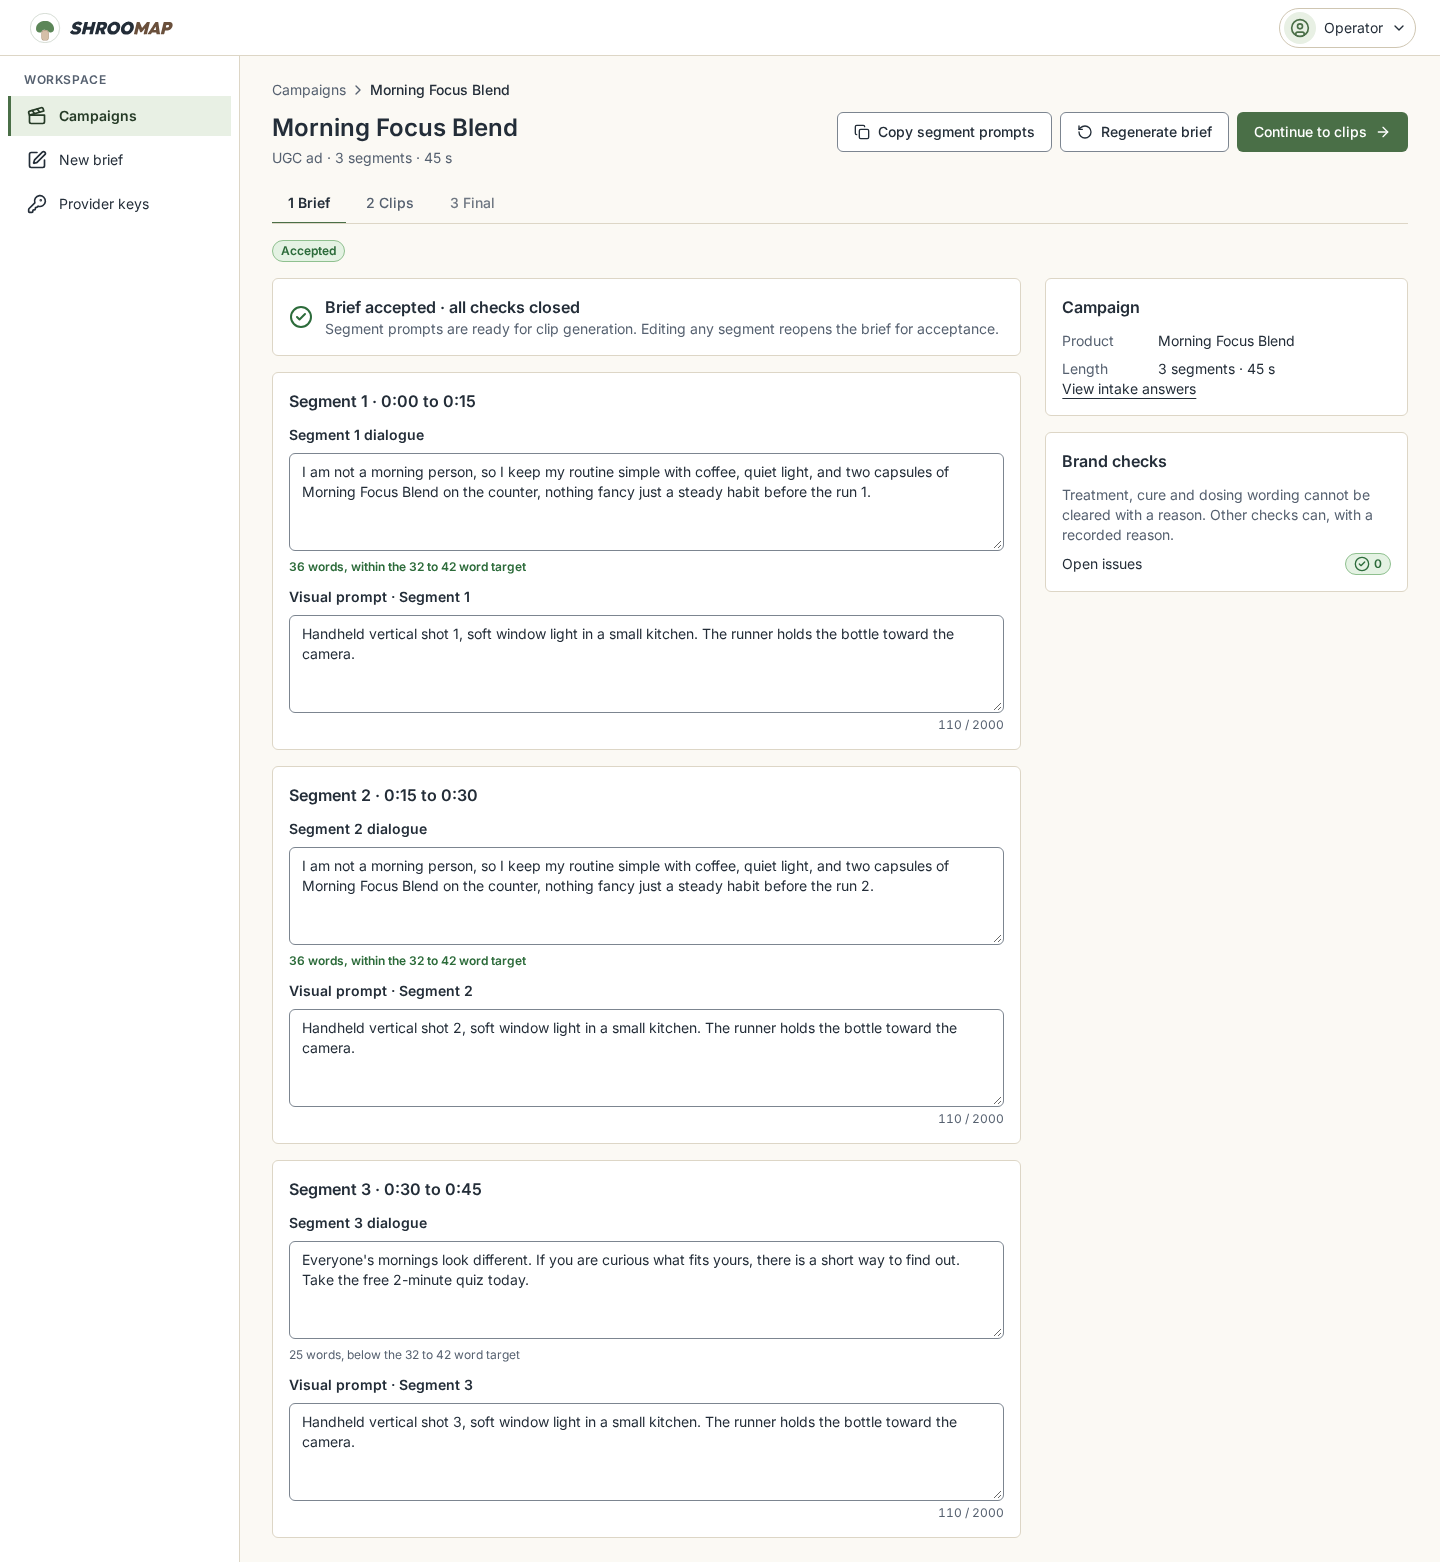 SHROOMAP
Operator
WORKSPACE
Campaigns
New brief
Provider keys
Campaigns > Morning Focus Blend
Morning Focus Blend
UGC ad · 3 segments · 45 s
Copy segment prompts
Regenerate brief
Continue to clips →
1 Brief
2 Clips
3 Final
Accepted
Brief accepted · all checks closed
Segment prompts are ready for clip generation. Editing any segment reopens the brief for acceptance.
Segment 1 · 0:00 to 0:15
Segment 1 dialogue
I am not a morning person, so I keep my routine simple with coffee, quiet light, and two capsules of
Morning Focus Blend on the counter, nothing fancy just a steady habit before the run 1.
36 words, within the 32 to 42 word target
Visual prompt · Segment 1
Handheld vertical shot 1, soft window light in a small kitchen. The runner holds the bottle toward the
camera.
110 / 2000
Segment 2 · 0:15 to 0:30
Segment 2 dialogue
I am not a morning person, so I keep my routine simple with coffee, quiet light, and two capsules of
Morning Focus Blend on the counter, nothing fancy just a steady habit before the run 2.
36 words, within the 32 to 42 word target
Visual prompt · Segment 2
Handheld vertical shot 2, soft window light in a small kitchen. The runner holds the bottle toward the
camera.
110 / 2000
Segment 3 · 0:30 to 0:45
Segment 3 dialogue
Everyone's mornings look different. If you are curious what fits yours, there is a short way to find out.
Take the free 2-minute quiz today.
25 words, below the 32 to 42 word target
Visual prompt · Segment 3
Handheld vertical shot 3, soft window light in a small kitchen. The runner holds the bottle toward the
camera.
110 / 2000
Campaign
Product Morning Focus Blend
Length 3 segments · 45 s
View intake answers
Brand checks
Treatment, cure and dosing wording cannot be
cleared with a reason. Other checks can, with a
recorded reason.
Open issues 0